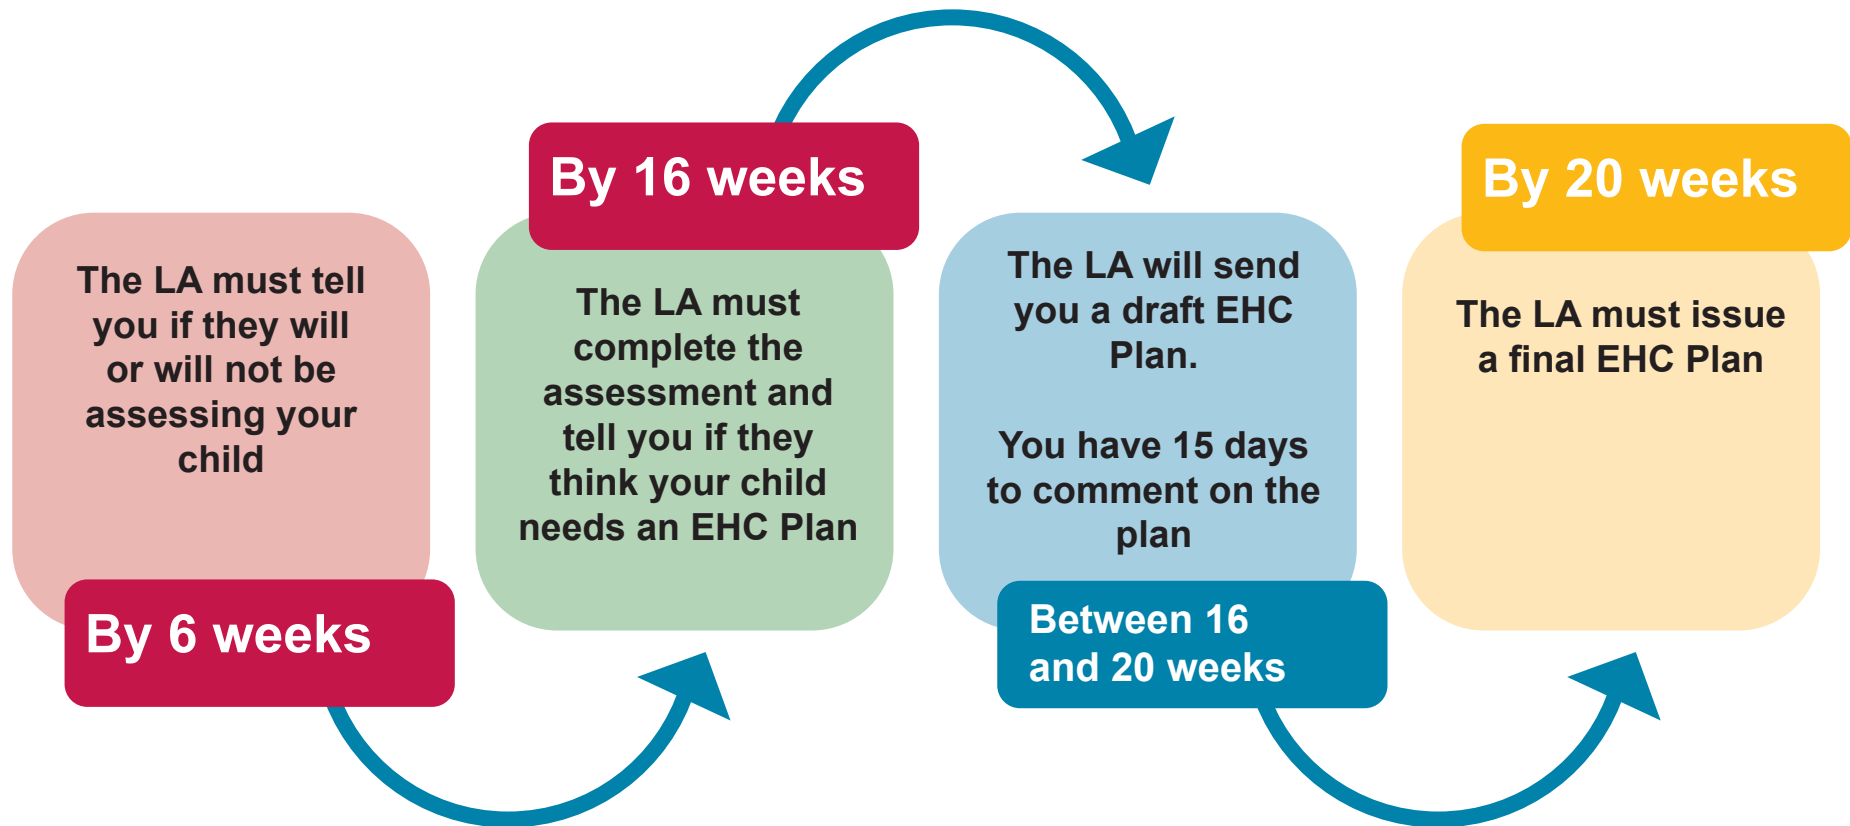 The LA must tell
you if they will
or will not be
assessing your
child
By 6 weeks
By 16 weeks
The LA must
complete the
assessment and
tell you if they
think your child
needs an EHC Plan
The LA will send
you a draft EHC
Plan.
You have 15 days
to comment on the
plan
Between 16
and 20 weeks
By 20 weeks
The LA must issue
a final EHC Plan